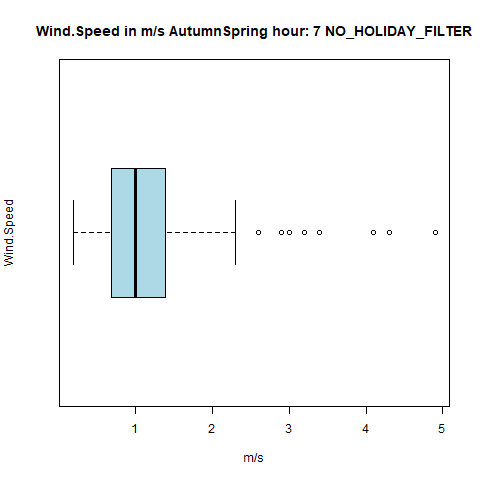 Wind.Speed in m/s AutumnSpring hour: 7 NO_HOLIDAY_FILTER
Wind.Speed
1 2 3 4 5
m/s